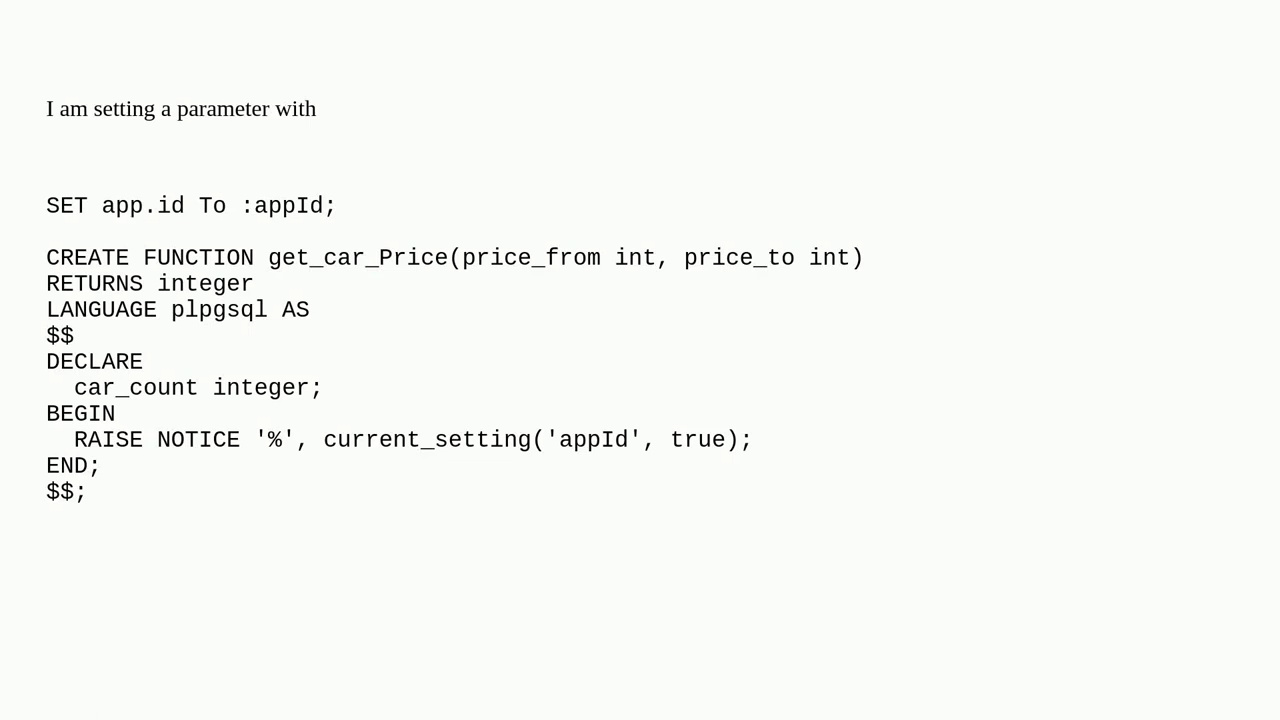 I am setting a parameter with
SET app.id To :appId;
CREATE FUNCTION get_car_Price(price_from int, price_to int)
RETURNS integer
LANGUAGE plpgsql AS
$$
DECLARE
  car_count integer;
BEGIN
  RAISE NOTICE '%', current_setting('appId', true);
END;
$$;